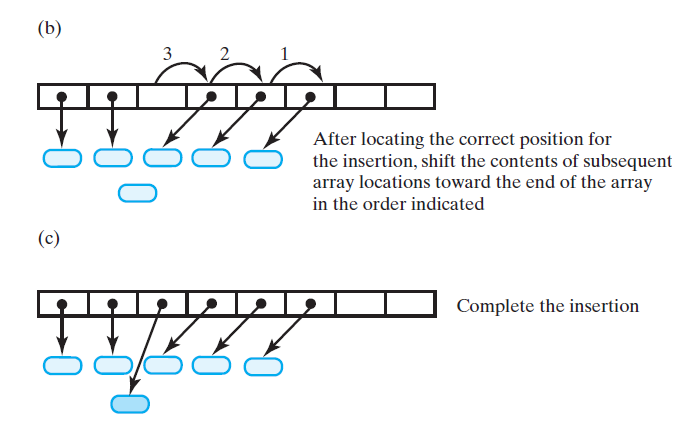 (b)
3 2 1
After locating the correct position for
the insertion, shift the contents of subsequent
array locations toward the end of the array
in the order indicated
(c)
Complete the insertion